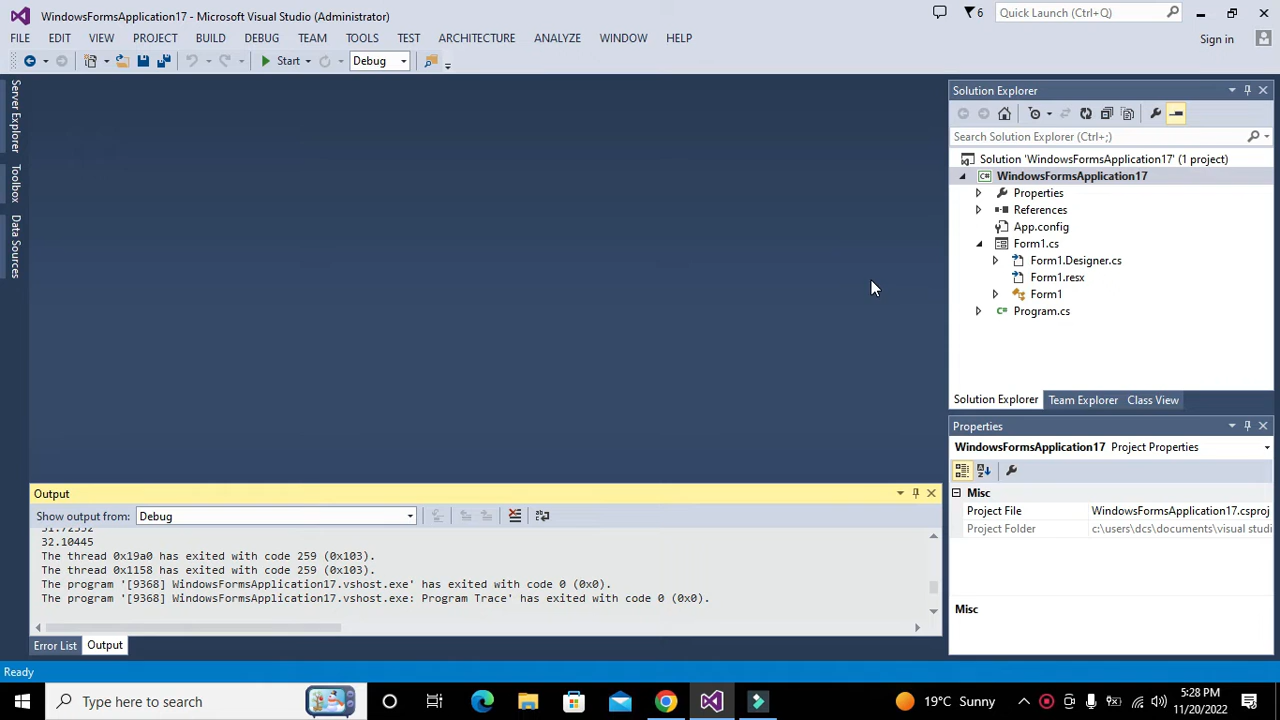 WindowsFormsApplication17 - Microsoft Visual Studio (Administrator)
6
Quick Launch (Ctrl+Q)
FILE EDIT VIEW PROJECT BUILD DEBUG TEAM TOOLS TEST ARCHITECTURE ANALYZE WINDOW HELP
Sign in
Start
Debug
Server Explorer
Toolbox
Data Sources
Solution Explorer
Search Solution Explorer (Ctrl+;)
Solution 'WindowsFormsApplication17' (1 project)
WindowsFormsApplication17
Properties
References
App.config
Form1.cs
Form1.Designer.cs
Form1.resx
Form1
Program.cs
Solution Explorer Team Explorer Class View
Properties
WindowsFormsApplication17 Project Properties
Misc
Project File WindowsFormsApplication17.csproj
Project Folder c:\users\dcs\documents\visual studi
Misc
Output
Show output from: Debug
32.10445
The thread 0x19a0 has exited with code 259 (0x103).
The thread 0x1158 has exited with code 259 (0x103).
The program '[9368] WindowsFormsApplication17.vshost.exe' has exited with code 0 (0x0).
The program '[9368] WindowsFormsApplication17.vshost.exe: Program Trace' has exited with code 0 (0x0).
Error List Output
Ready
Type here to search
19°C Sunny
5:28 PM
11/20/2022